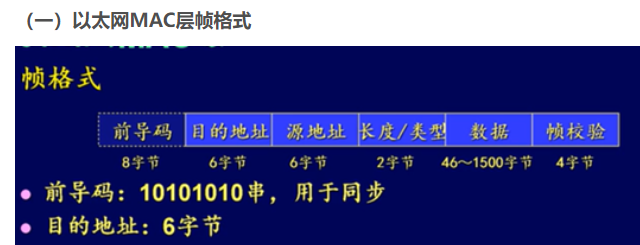 （一）以太网MAC层帧格式
帧格式
前导码 目的地址 源地址 长度/类型 数据 帧校验
8字节 6字节 6字节 2字节 46～1500字节 4字节
前导码：10101010串，用于同步
目的地址：6字节